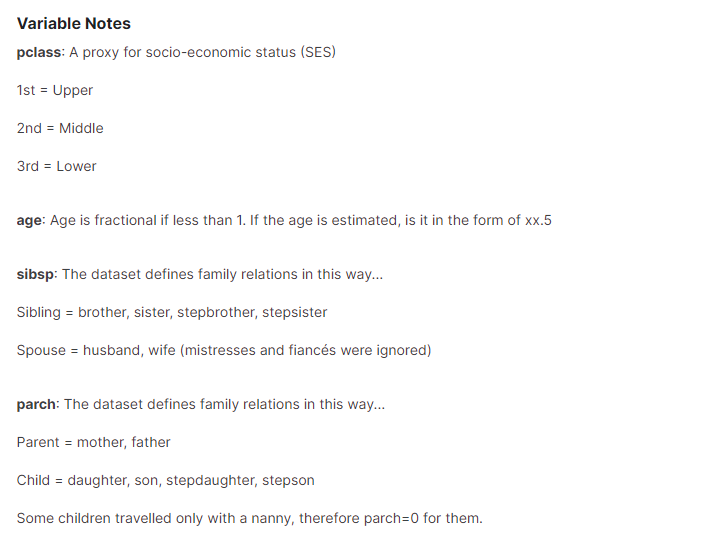 Variable Notes
pclass: A proxy for socio-economic status (SES)
1st = Upper
2nd = Middle
3rd = Lower
age: Age is fractional if less than 1. If the age is estimated, is it in the form of xx.5
sibsp: The dataset defines family relations in this way...
Sibling = brother, sister, stepbrother, stepsister
Spouse = husband, wife (mistresses and fiancés were ignored)
parch: The dataset defines family relations in this way...
Parent = mother, father
Child = daughter, son, stepdaughter, stepson
Some children travelled only with a nanny, therefore parch=0 for them.